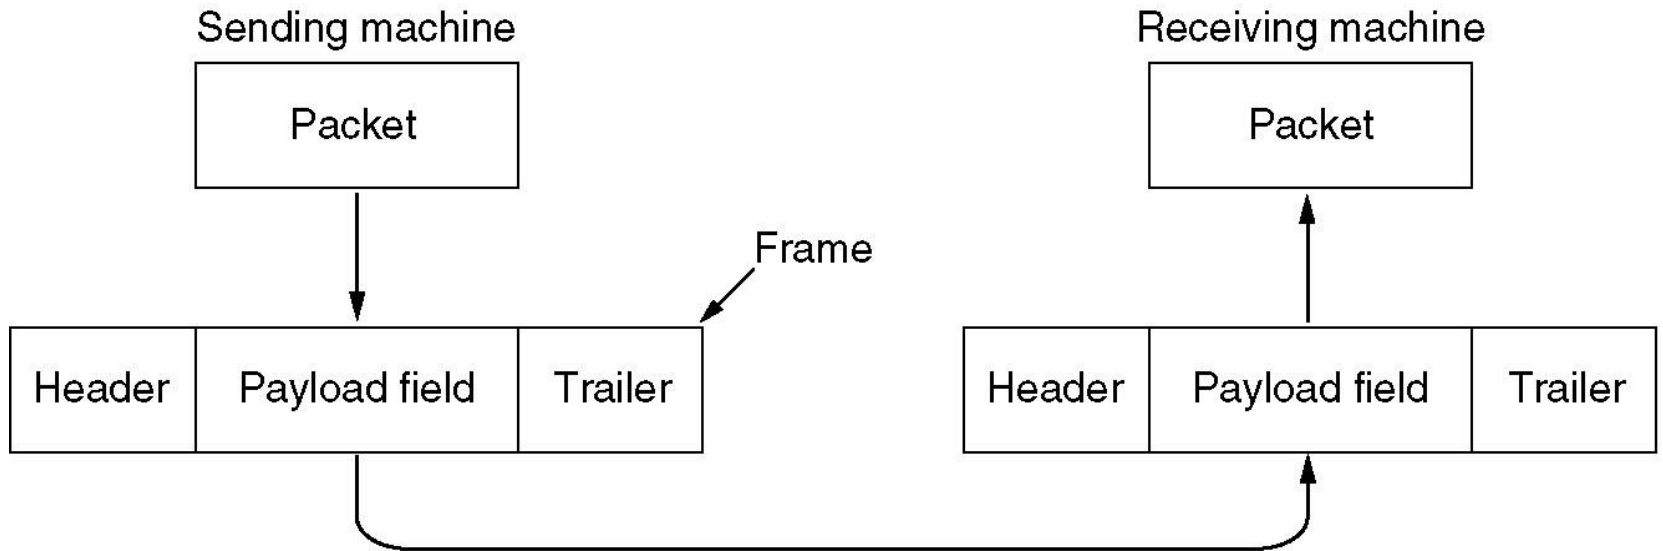 Sending machine
Receiving machine
Packet
Packet
Frame
Header
Payload field
Trailer
Header
Payload field
Trailer